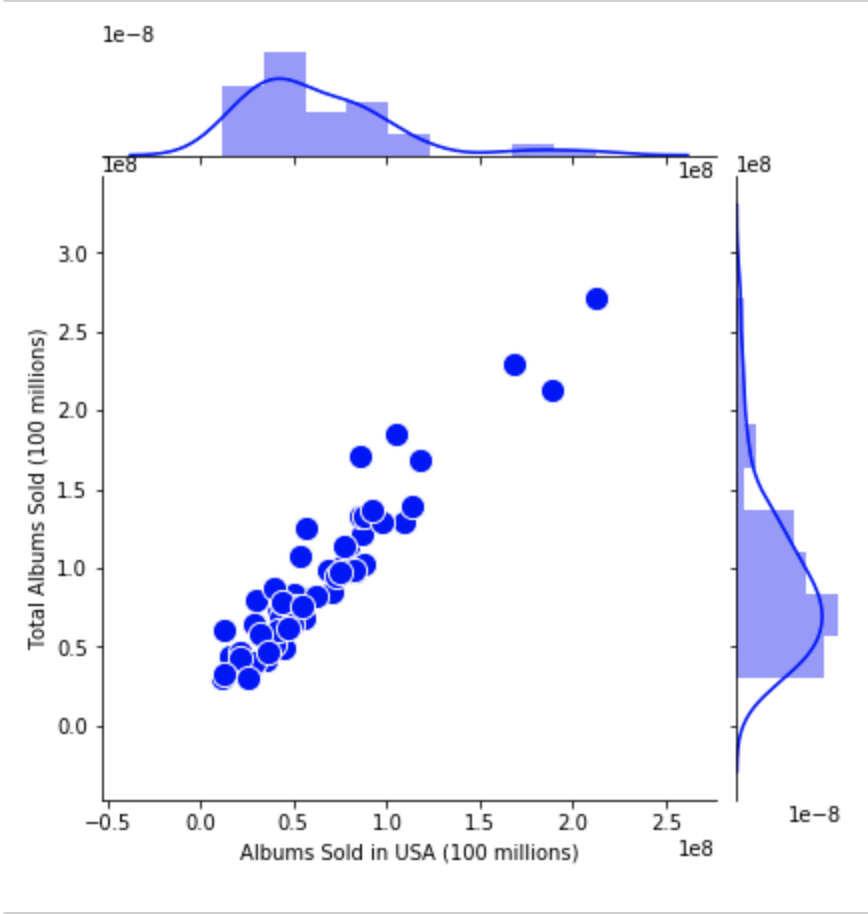 1e−8
1e8
1e8
1e8
3.0
2.5
2.0
1.5
1.0
0.5
0.0
Total Albums Sold (100 millions)
−0.5 0.0 0.5 1.0 1.5 2.0 2.5
Albums Sold in USA (100 millions)
1e8
1e−8